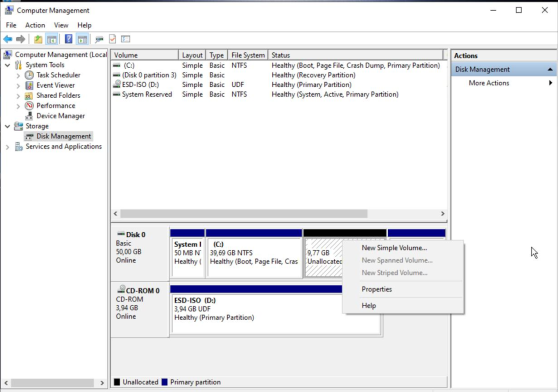 Computer Management
File Action View Help
Computer Management (Local
System Tools
Task Scheduler
Event Viewer
Shared Folders
Performance
Device Manager
Storage
Disk Management
Services and Applications
Volume Layout Type File System Status
(C:) Simple Basic NTFS Healthy (Boot, Page File, Crash Dump, Primary Partition)
(Disk 0 partition 3) Simple Basic Healthy (Recovery Partition)
ESD-ISO (D:) Simple Basic UDF Healthy (Primary Partition)
System Reserved Simple Basic NTFS Healthy (System, Active, Primary Partition)
Actions
Disk Management
More Actions
Disk 0
Basic
50,00 GB
Online
System I
50 MB N
Healthy (
(C:)
39,69 GB NTFS
Healthy (Boot, Page File, Cras
9,77 GB
Unallocated
New Simple Volume...
New Spanned Volume...
New Striped Volume...
Properties
Help
CD-ROM 0
CD-ROM
3,94 GB
Online
ESD-ISO (D:)
3,94 GB UDF
Healthy (Primary Partition)
Unallocated Primary partition